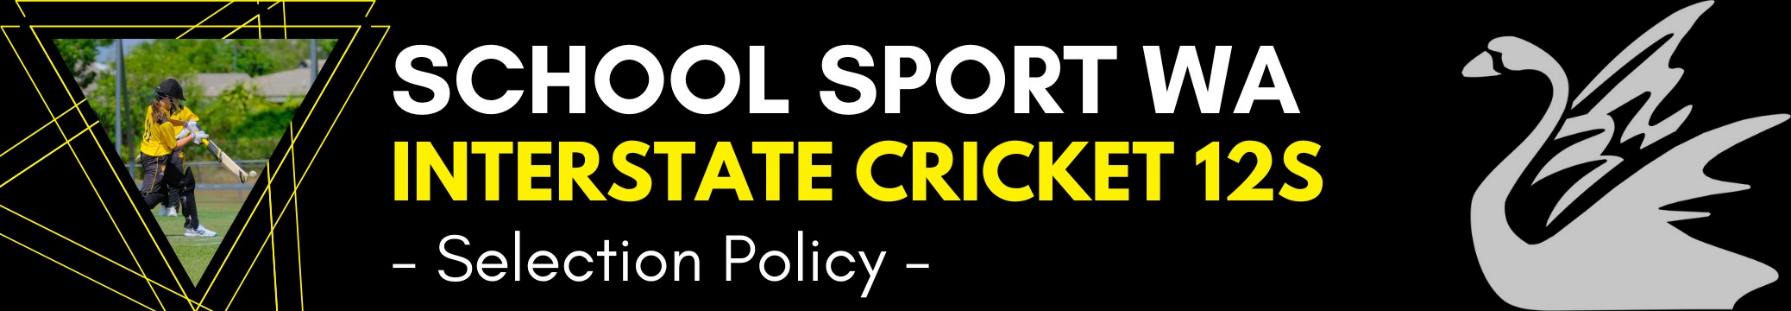 SCHOOL SPORT WA
INTERSTATE CRICKET 12S
- Selection Policy -